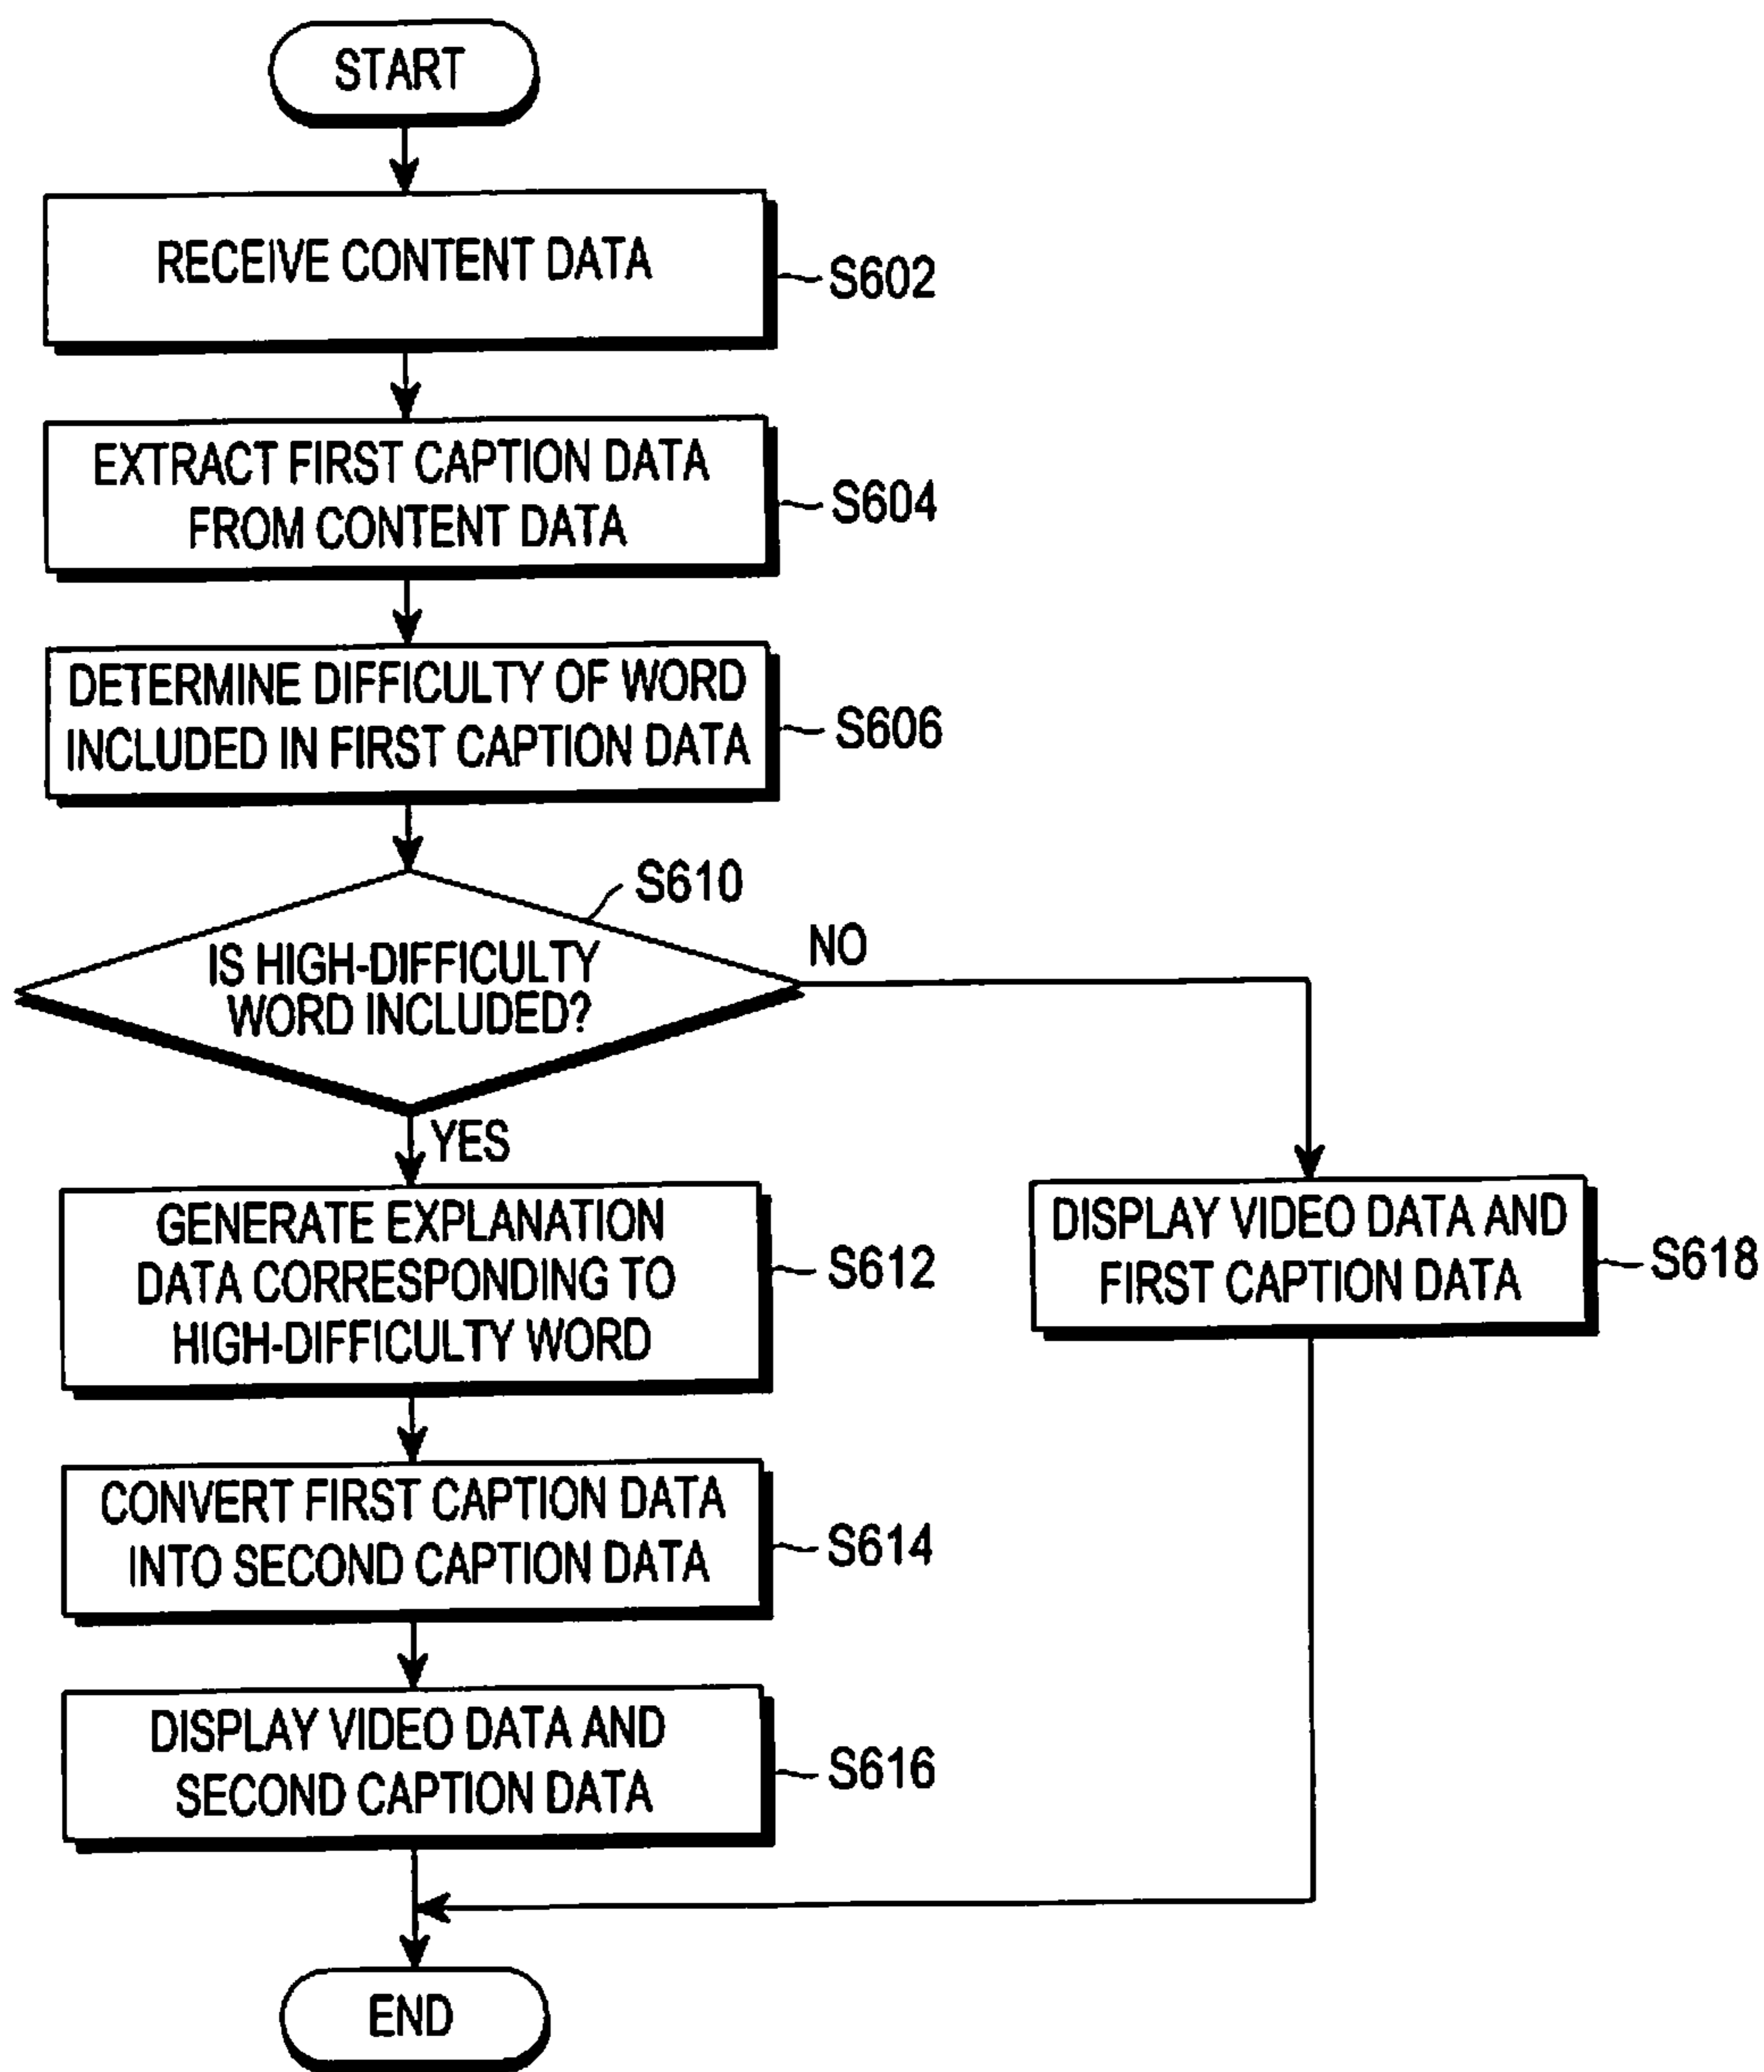 START
RECEIVE CONTENT DATA
S602
EXTRACT FIRST CAPTION DATA
FROM CONTENT DATA
S604
DETERMINE DIFFICULTY OF WORD
INCLUDED IN FIRST CAPTION DATA
S606
S610
IS HIGH-DIFFICULTY
WORD INCLUDED?
NO
YES
GENERATE EXPLANATION
DATA CORRESPONDING TO
HIGH-DIFFICULTY WORD
S612
DISPLAY VIDEO DATA AND
FIRST CAPTION DATA
S618
CONVERT FIRST CAPTION DATA
INTO SECOND CAPTION DATA
S614
DISPLAY VIDEO DATA AND
SECOND CAPTION DATA
S616
END